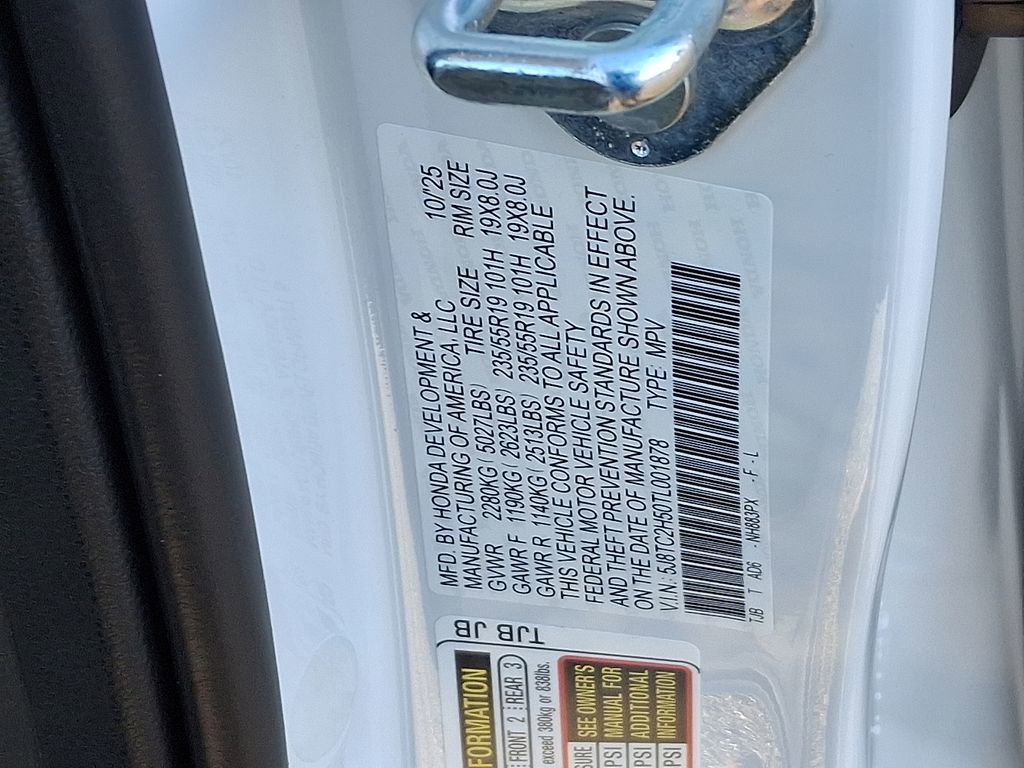 MFD. BY HONDA DEVELOPMENT & 10/'25
MANUFACTURING OF AMERICA, LLC
TIRE SIZE RM SIZE
GVWR 2280KG( 5027LBS)
GAWR F 1190KG( 2623LBS) 235/55R19 101H 19X8.0J
GAWR R 1140KG( 2513LBS) 235/55R19 101H 19X8.0J
THIS VEHICLE CONFORMS TO ALL APPLICABLE
FEDERAL MOTOR VEHICLE SAFETY
AND THEFT PREVENTION STANDARDS IN EFFECT
ON THE DATE OF MANUFACTURE SHOWN ABOVE.
V.I.N.: 5J8TC2H60TL001878 TYPE: MPV
TJB T AD6 -NH883PX -F -L
TJB JB
FORMATION
FRONT 2 REAR 3
exceed 380kg or 838lbs.
SURE SEE OWNER'S
PSI MANUAL FOR
PSI ADDITIONAL
PSI INFORMATION